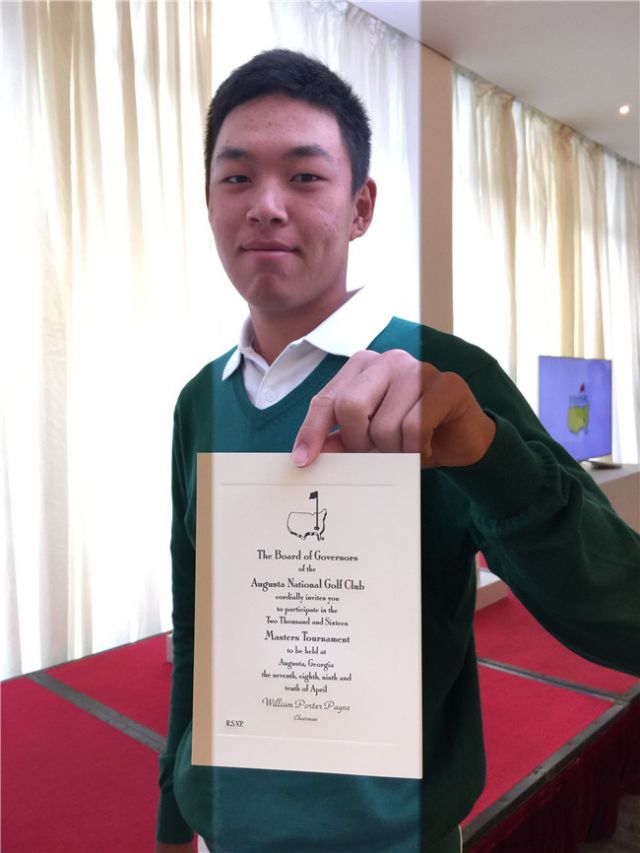 The Board of Governors
of the
Augusta National Golf Club
cordially invites you
to participate in the
Two Thousand and Sixteen
Masters Tournament
to be held at
Augusta, Georgia
the seventh, eighth, ninth and
tenth of April
William Porter Payne
Chairman
R.S.V.P.